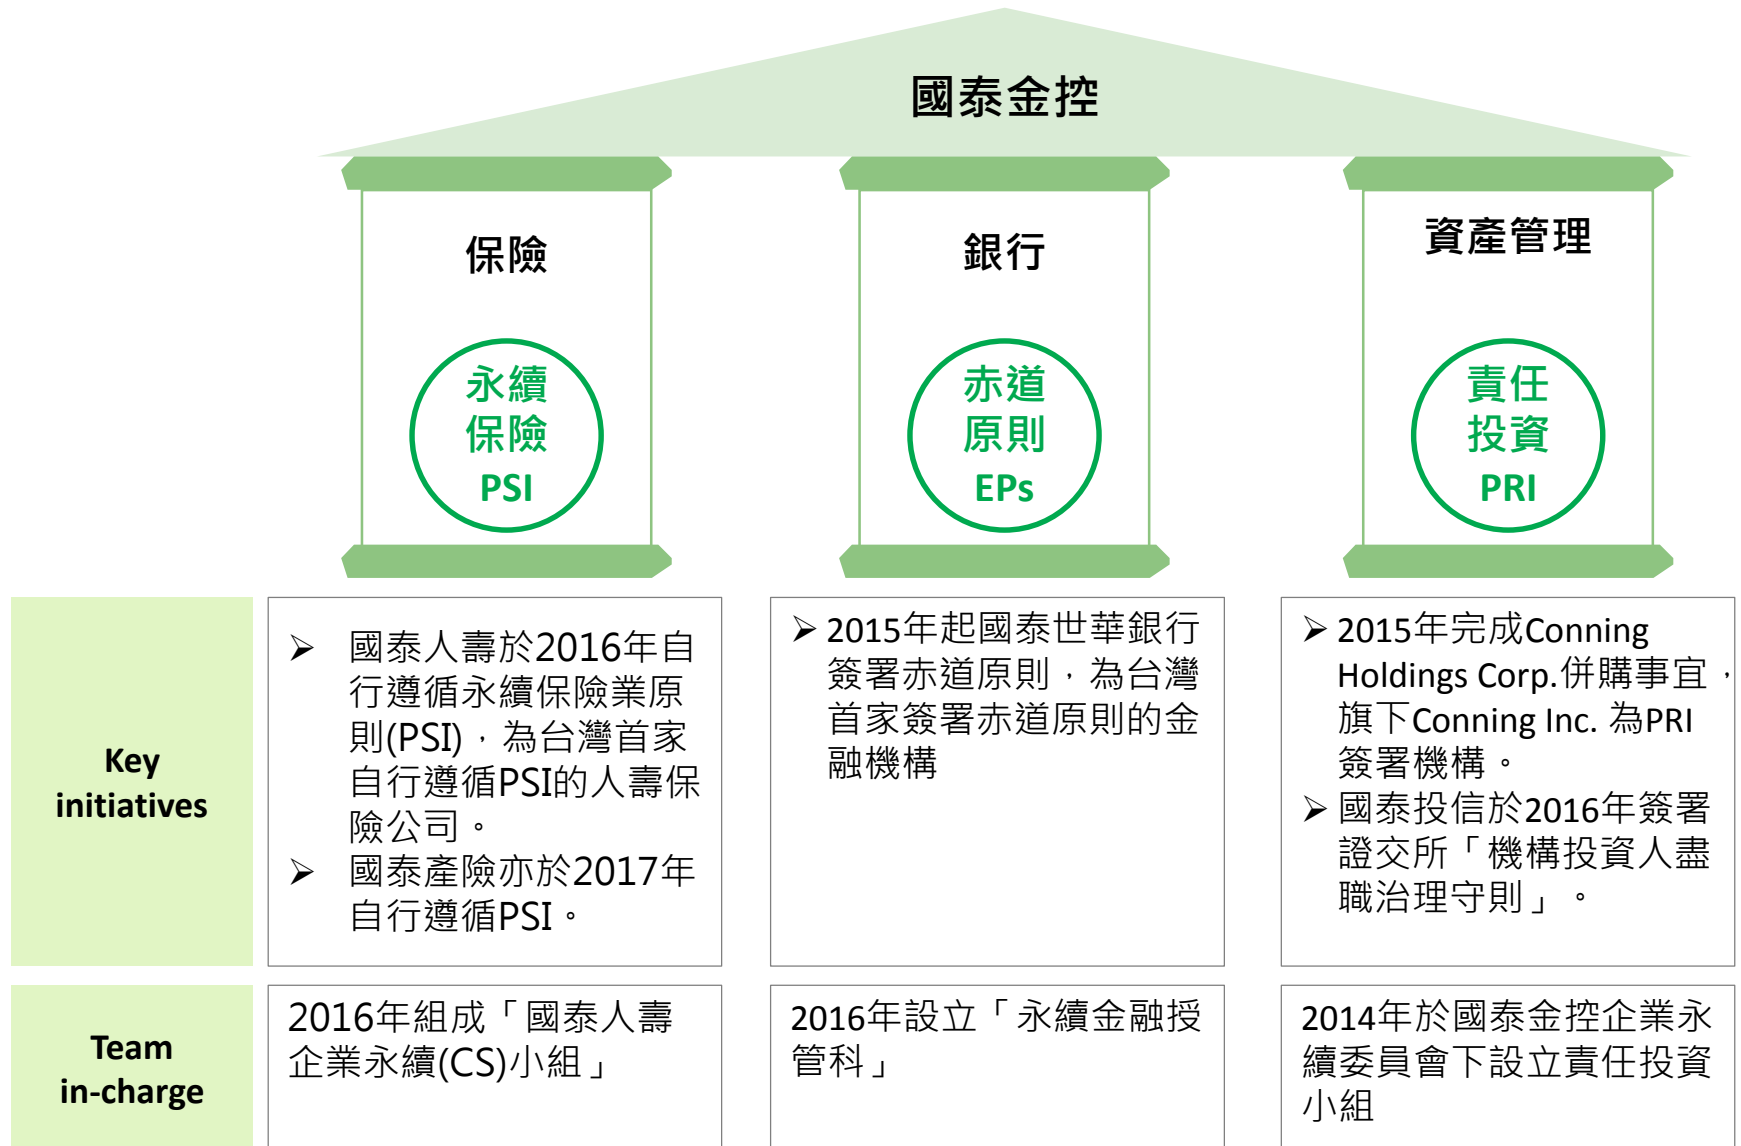 國泰金控
保險
永續
保險
PSI
銀行
赤道
原則
EPs
資產管理
責任
投資
PRI
Key
initiatives
➢ 國泰人壽於2016年自
行遵循永續保險業原
則(PSI)，為台灣首家
自行遵循PSI的人壽保
險公司。
➢ 國泰產險亦於2017年
自行遵循PSI。
➢ 2015年起國泰世華銀行
簽署赤道原則，為台灣
首家簽署赤道原則的金
融機構
➢ 2015年完成Conning
Holdings Corp.併購事宜，
旗下Conning Inc. 為PRI
簽署機構。
➢ 國泰投信於2016年簽署
證交所「機構投資人盡
職治理守則」。
Team
in-charge
2016年組成「國泰人壽
企業永續(CS)小組」
2016年設立「永續金融授
管科」
2014年於國泰金控企業永
續委員會下設立責任投資
小組